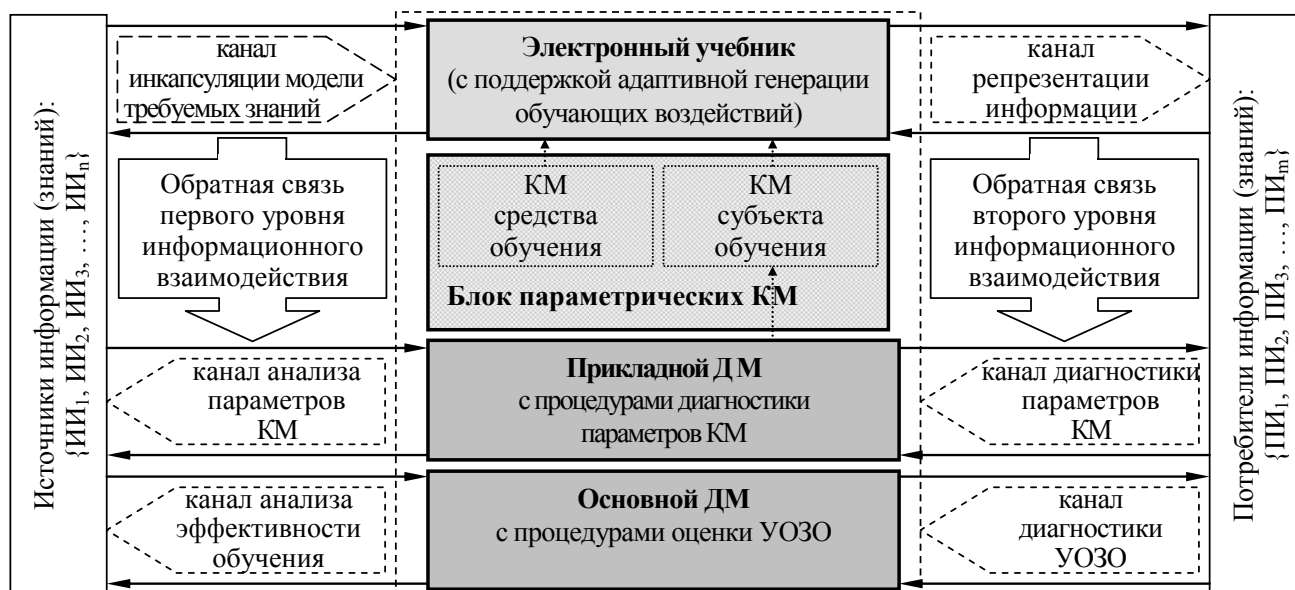 Источники информации (знаний):
{ИИ1, ИИ2, ИИ3, …, ИИn}
канал
инкапсуляции модели
требуемых знаний
Обратная связь
первого уровня
информационного
взаимодействия
канал анализа
параметров
КМ
канал анализа
эффективности
обучения
Электронный учебник
(с поддержкой адаптивной генерации
обучающих воздействий)
КМ
средства
обучения
КМ
субъекта
обучения
Блок параметрических КМ
Прикладной Д М
с процедурами диагностики
параметров КМ
Основной ДМ
с процедурами оценки УОЗО
канал
репрезентации
информации
Обратная связь
второго уровня
информационного
взаимодействия
канал диагностики
параметров
КМ
канал
диагностики
УОЗО
Потребители информации (знаний):
{ПИ1, ПИ2, ПИ3, …, ПИm}